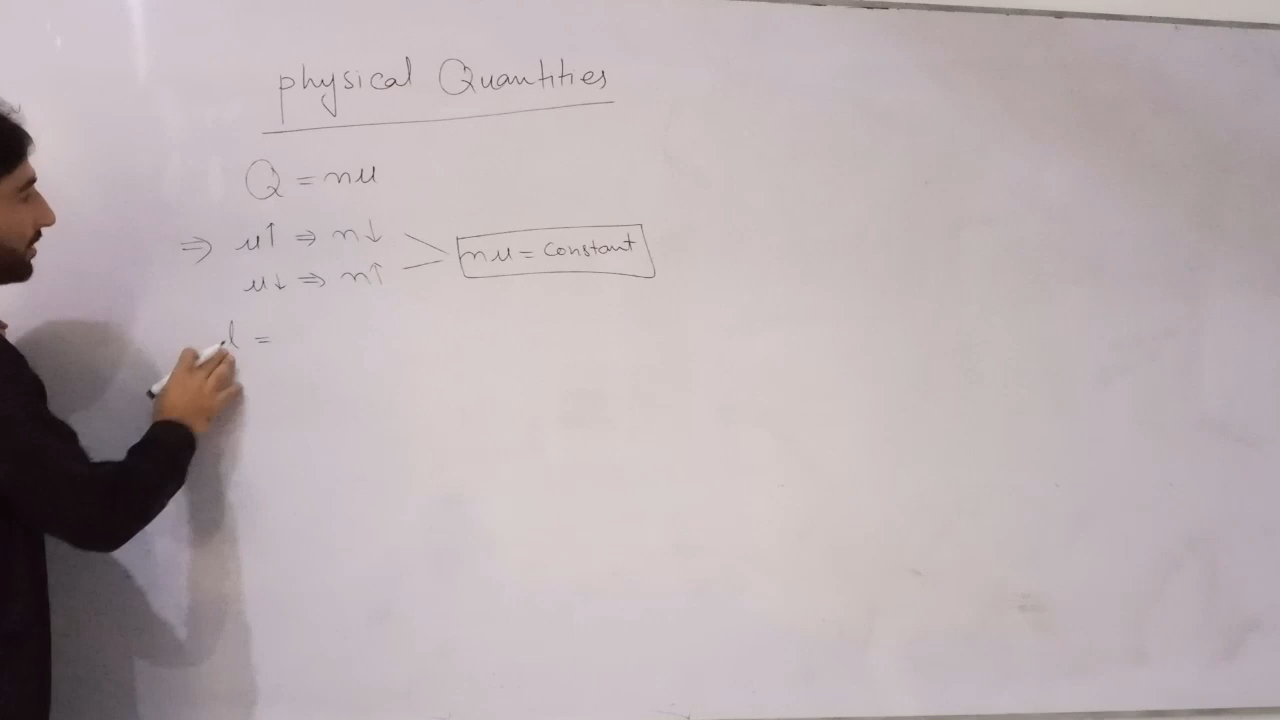 physical Quantities
Q = nu
⇒ u↑ ⇒ n↓
nu = Constant
u↓ ⇒ n↑
l =